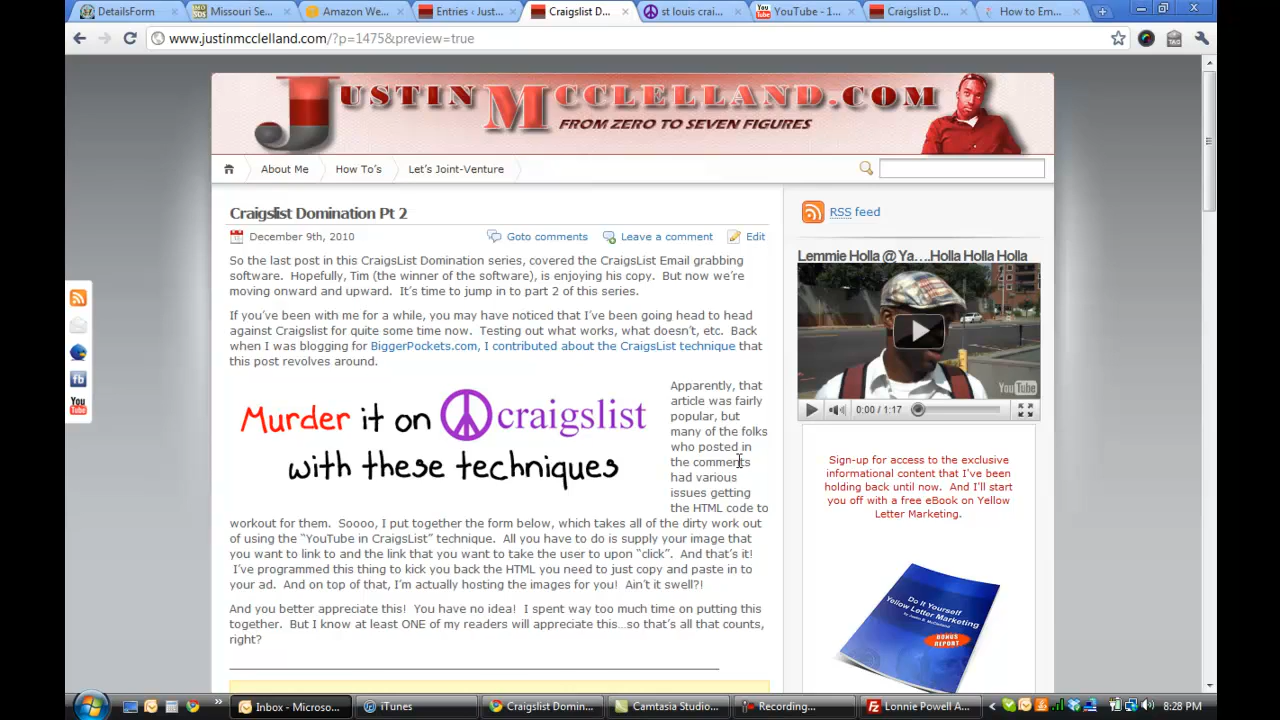 DetailsForm
Missouri Se...
Amazon We...
Entries ‹ Just...
Craigslist D...
st louis crai...
YouTube - 1...
Craigslist D...
How to Em...
www.justinmcclelland.com/?p=1475&preview=true
JUSTINMCCLELLAND.COM
FROM ZERO TO SEVEN FIGURES
About Me
How To's
Let's Joint-Venture
Craigslist Domination Pt 2
December 9th, 2010
Goto comments
Leave a comment
Edit
So the last post in this CraigsList Domination series, covered the CraigsList Email grabbing
software. Hopefully, Tim (the winner of the software), is enjoying his copy. But now we're
moving onward and upward. It's time to jump in to part 2 of this series.
If you've been with me for a while, you may have noticed that I've been going head to head
against Craigslist for quite some time now. Testing out what works, what doesn't, etc. Back
when I was blogging for BiggerPockets.com, I contributed about the CraigsList technique that
this post revolves around.
Murder it on craigslist
with these techniques
Apparently, that
article was fairly
popular, but
many of the folks
who posted in
the comments
had various
issues getting
the HTML code to
workout for them. Soooo, I put together the form below, which takes all of the dirty work out
of using the "YouTube in CraigsList" technique. All you have to do is supply your image that
you want to link to and the link that you want to take the user to upon "click". And that's it!
I've programmed this thing to kick you back the HTML you need to just copy and paste in to
your ad. And on top of that, I'm actually hosting the images for you! Ain't it swell?!
And you better appreciate this! You have no idea! I spent way too much time on putting this
together. But I know at least ONE of my readers will appreciate this...so that's all that counts,
right?
RSS feed
Lemmie Holla @ Ya....Holla Holla Holla
YouTube
0:00 / 1:17
Sign-up for access to the exclusive
informational content that I've been
holding back until now. And I'll start
you off with a free eBook on Yellow
Letter Marketing.
Do It Yourself
Yellow Letter Marketing
by Justin B. McClelland
BONUS
REPORT
Inbox - Microso...
iTunes
Craigslist Domin...
Camtasia Studio...
Recording...
Lonnie Powell A...
8:28 PM